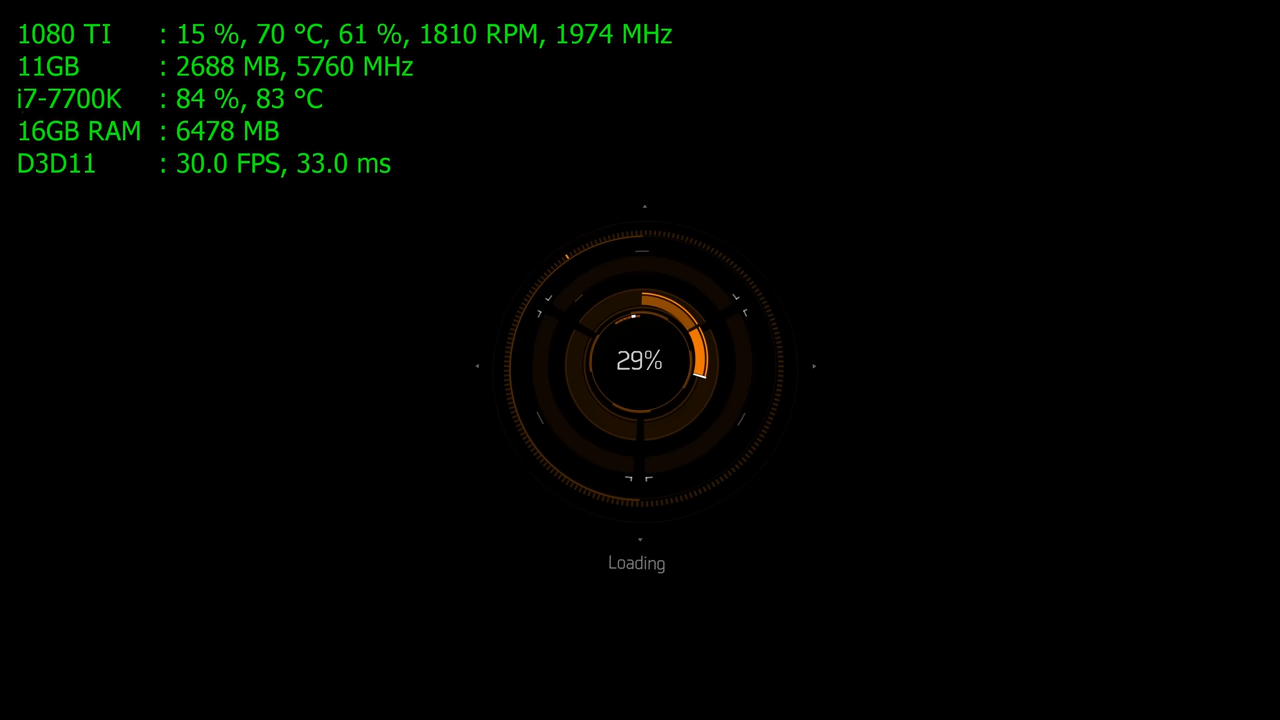 1080 TI : 15 %, 70 °C, 61 %, 1810 RPM, 1974 MHz
11GB : 2688 MB, 5760 MHz
i7-7700K : 84 %, 83 °C
16GB RAM : 6478 MB
D3D11 : 30.0 FPS, 33.0 ms
29%
Loading